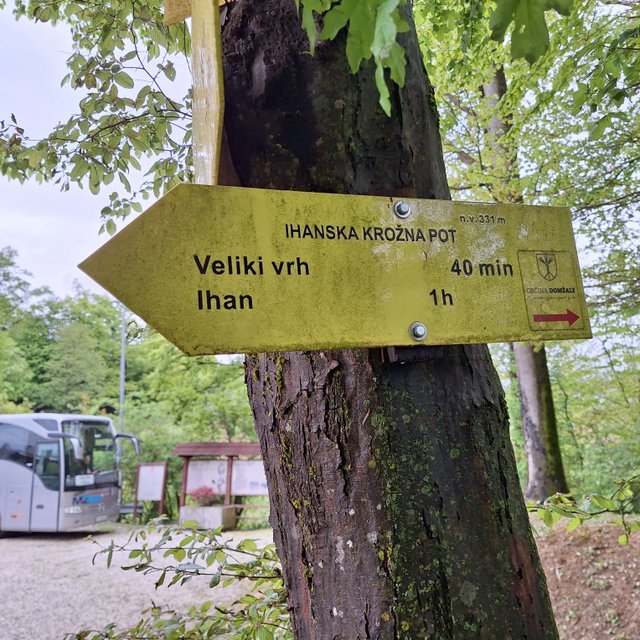 IHANSKA KROŽNA POT
n.v. 331 m
Veliki vrh 40 min
Ihan 1h
OBČINA DOMŽALE